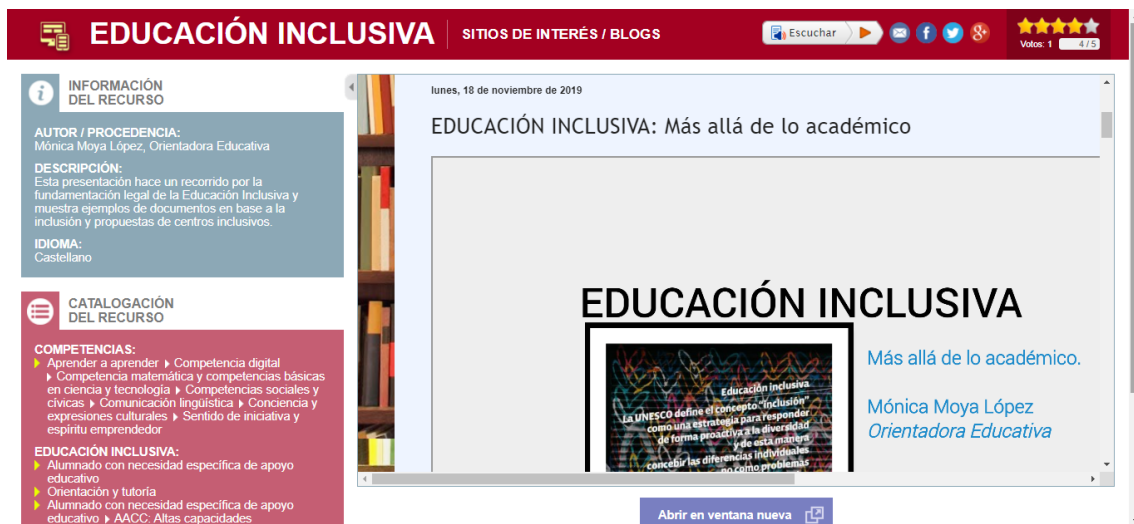 EDUCACIÓN INCLUSIVA
SITIOS DE INTERÉS / BLOGS
Escuchar
Votos: 1
4/5
INFORMACIÓN
DEL RECURSO
AUTOR / PROCEDENCIA:
Mónica Moya López, Orientadora Educativa
DESCRIPCIÓN:
Esta presentación hace un recorrido por la
fundamentación legal de la Educación Inclusiva y
muestra ejemplos de documentos en base a la
inclusión y propuestas de centros inclusivos.
IDIOMA:
Castellano
CATALOGACIÓN
DEL RECURSO
COMPETENCIAS:
Aprender a aprender Competencia digital
Competencia matemática y competencias básicas
en ciencia y tecnología Competencias sociales y
cívicas Comunicación lingüística Conciencia y
expresiones culturales Sentido de iniciativa y
espíritu emprendedor
EDUCACIÓN INCLUSIVA:
Alumnado con necesidad específica de apoyo
educativo
Orientación y tutoría
Alumnado con necesidad específica de apoyo
educativo AACC: Altas capacidades
lunes, 18 de noviembre de 2019
EDUCACIÓN INCLUSIVA: Más allá de lo académico
EDUCACIÓN INCLUSIVA
Educación inclusiva
La UNESCO define el concepto "inclusión"
como una estrategia para responder
de forma proactiva a la diversidad
y de esta manera
concebir las diferencias individuales
no como problemas
Más allá de lo académico.
Mónica Moya López
Orientadora Educativa
Abrir en ventana nueva